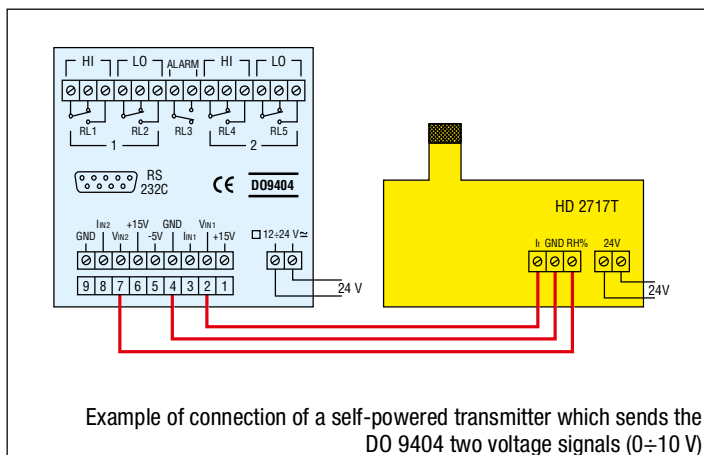 HI LO ALARM HI LO
RL1 RL2 RL3 RL4 RL5
1 2
RS
232C
CE DO9404
IIN2 +15V GND VIN1
GND VIN2 -5V IIN1 +15V
12÷24 V≃
9 8 7 6 5 4 3 2 1
24 V
HD 2717T
It GND RH% 24V
24V
Example of connection of a self-powered transmitter which sends the
DO 9404 two voltage signals (0÷10 V)